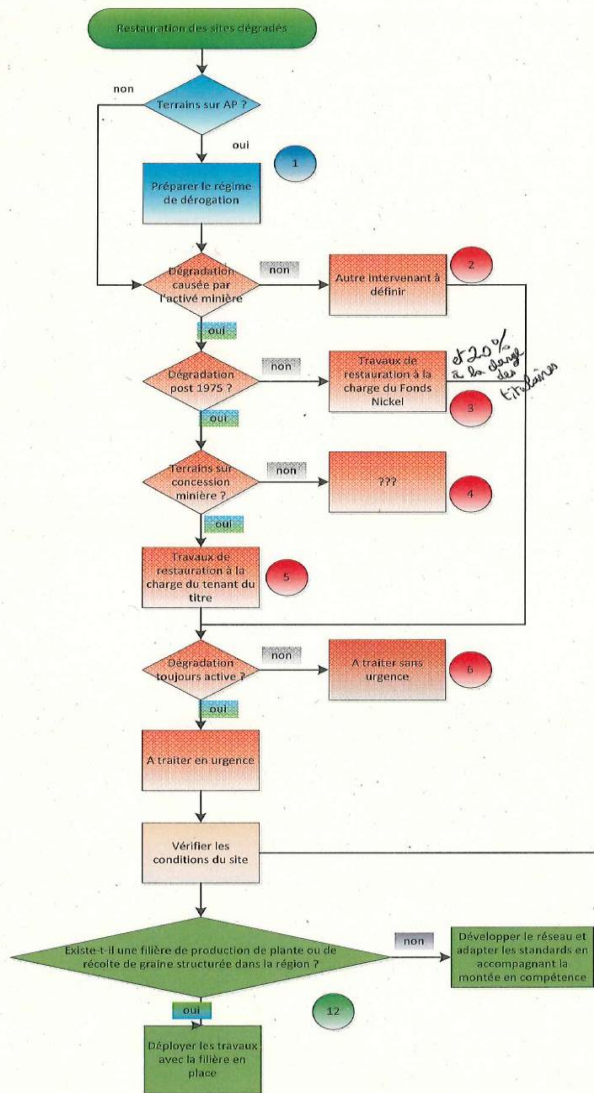 Restauration des sites dégradés
non
Terrains sur AP ?
oui
1
Préparer le régime
de dérogation
Dégradation
causée par
l'activé minière
non
Autre intervenant à
définir
2
oui
Dégradation
post 1975 ?
non
Travaux de
restauration à la
charge du Fonds
Nickel
3
et 20%
à la charge
des
titulaires
oui
Terrains sur
concession
minière ?
non
???
4
oui
Travaux de
restauration à la
charge du tenant du
titre
5
Dégradation
toujours active ?
non
A traiter sans
urgence
6
oui
A traiter en urgence
Vérifier les
conditions du site
Existe-t-il une filière de production de plante ou de
récolte de graine structurée dans la région ?
non
Développer le réseau et
adapter les standards en
accompagnant la
montée en compétence
oui
12
Déployer les travaux
avec la filière en
place